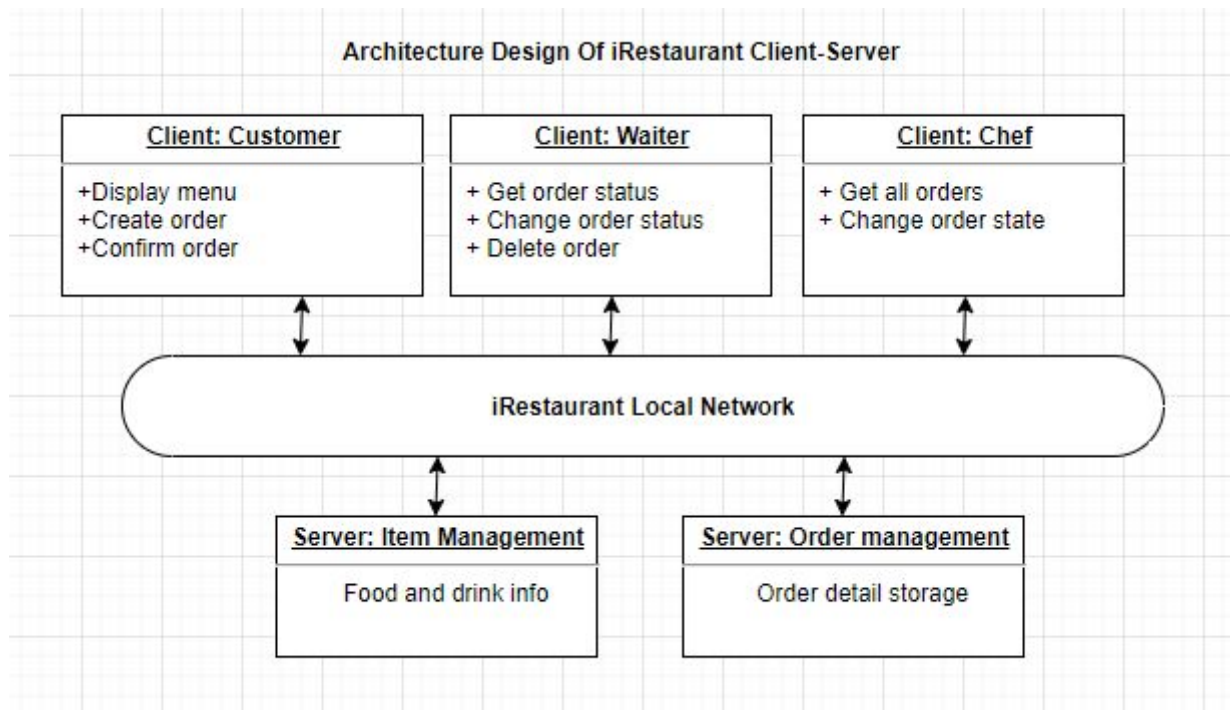 Architecture Design Of iRestaurant Client-Server
Client: Customer
+Display menu
+Create order
+Confirm order
Client: Waiter
+ Get order status
+ Change order status
+ Delete order
Client: Chef
+ Get all orders
+ Change order state
iRestaurant Local Network
Server: Item Management
Food and drink info
Server: Order management
Order detail storage